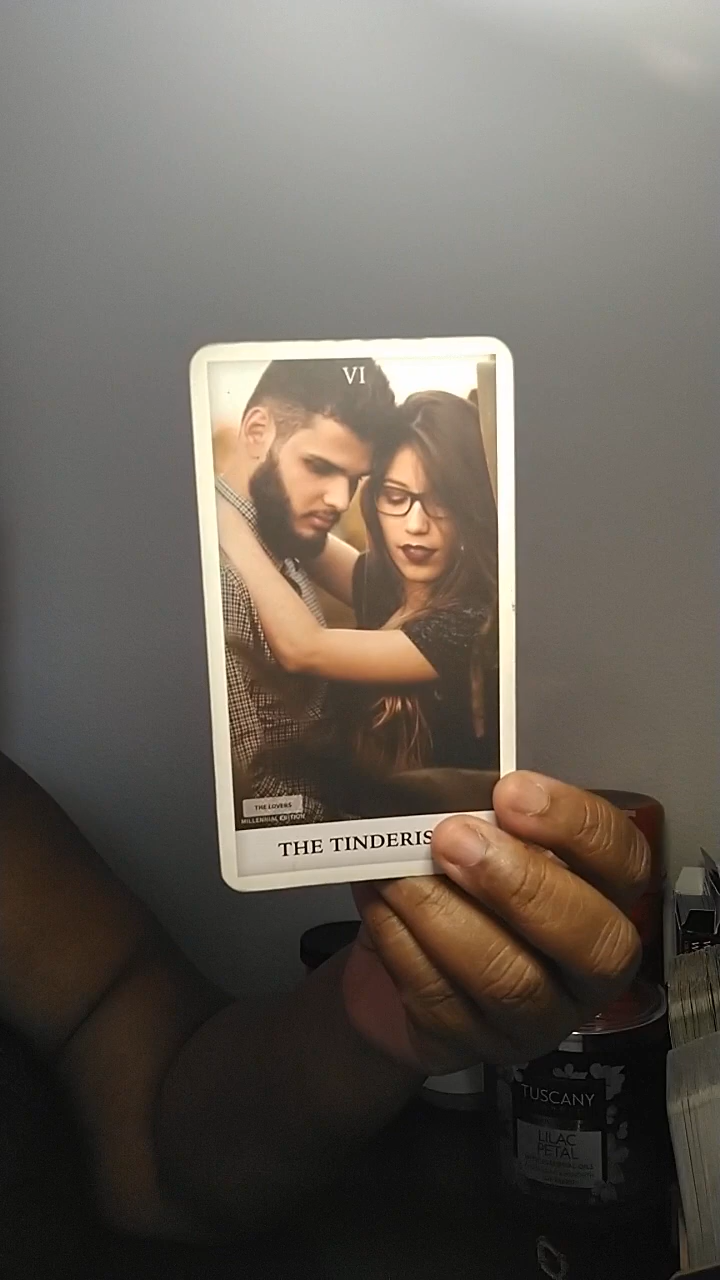 VI
THE LOVERS
MILLENNIAL EDITION
THE TINDERIS
TUSCANY
LILAC
PETAL